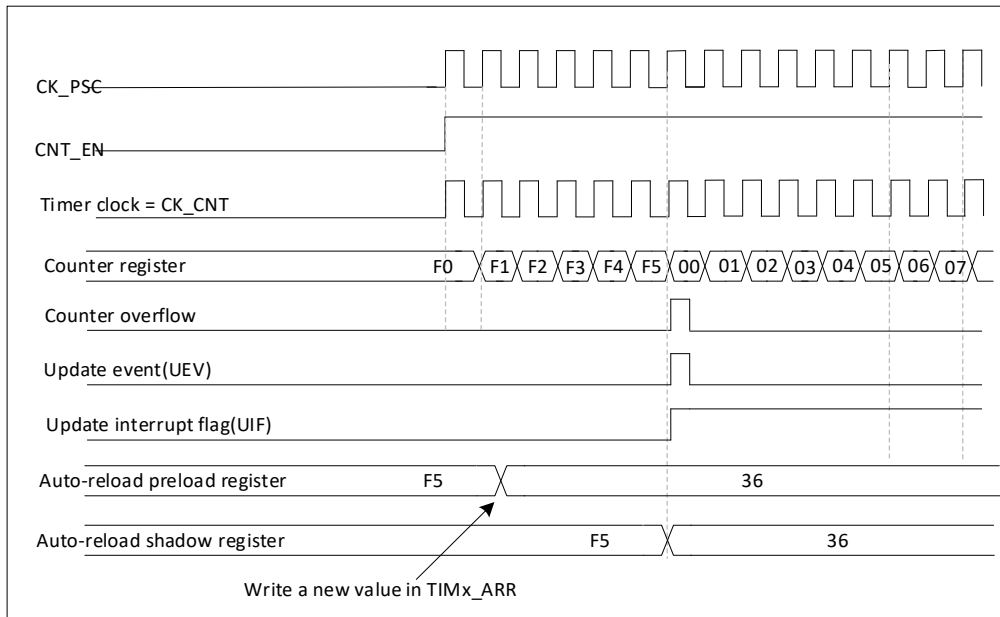 CK_PSC
CNT_EN
Timer clock = CK_CNT
Counter register F0 F1 F2 F3 F4 F5 00 01 02 03 04 05 06 07
Counter overflow
Update event(UEV)
Update interrupt flag(UIF)
Auto-reload preload register F5 36
Auto-reload shadow register F5 36
Write a new value in TIMx_ARR